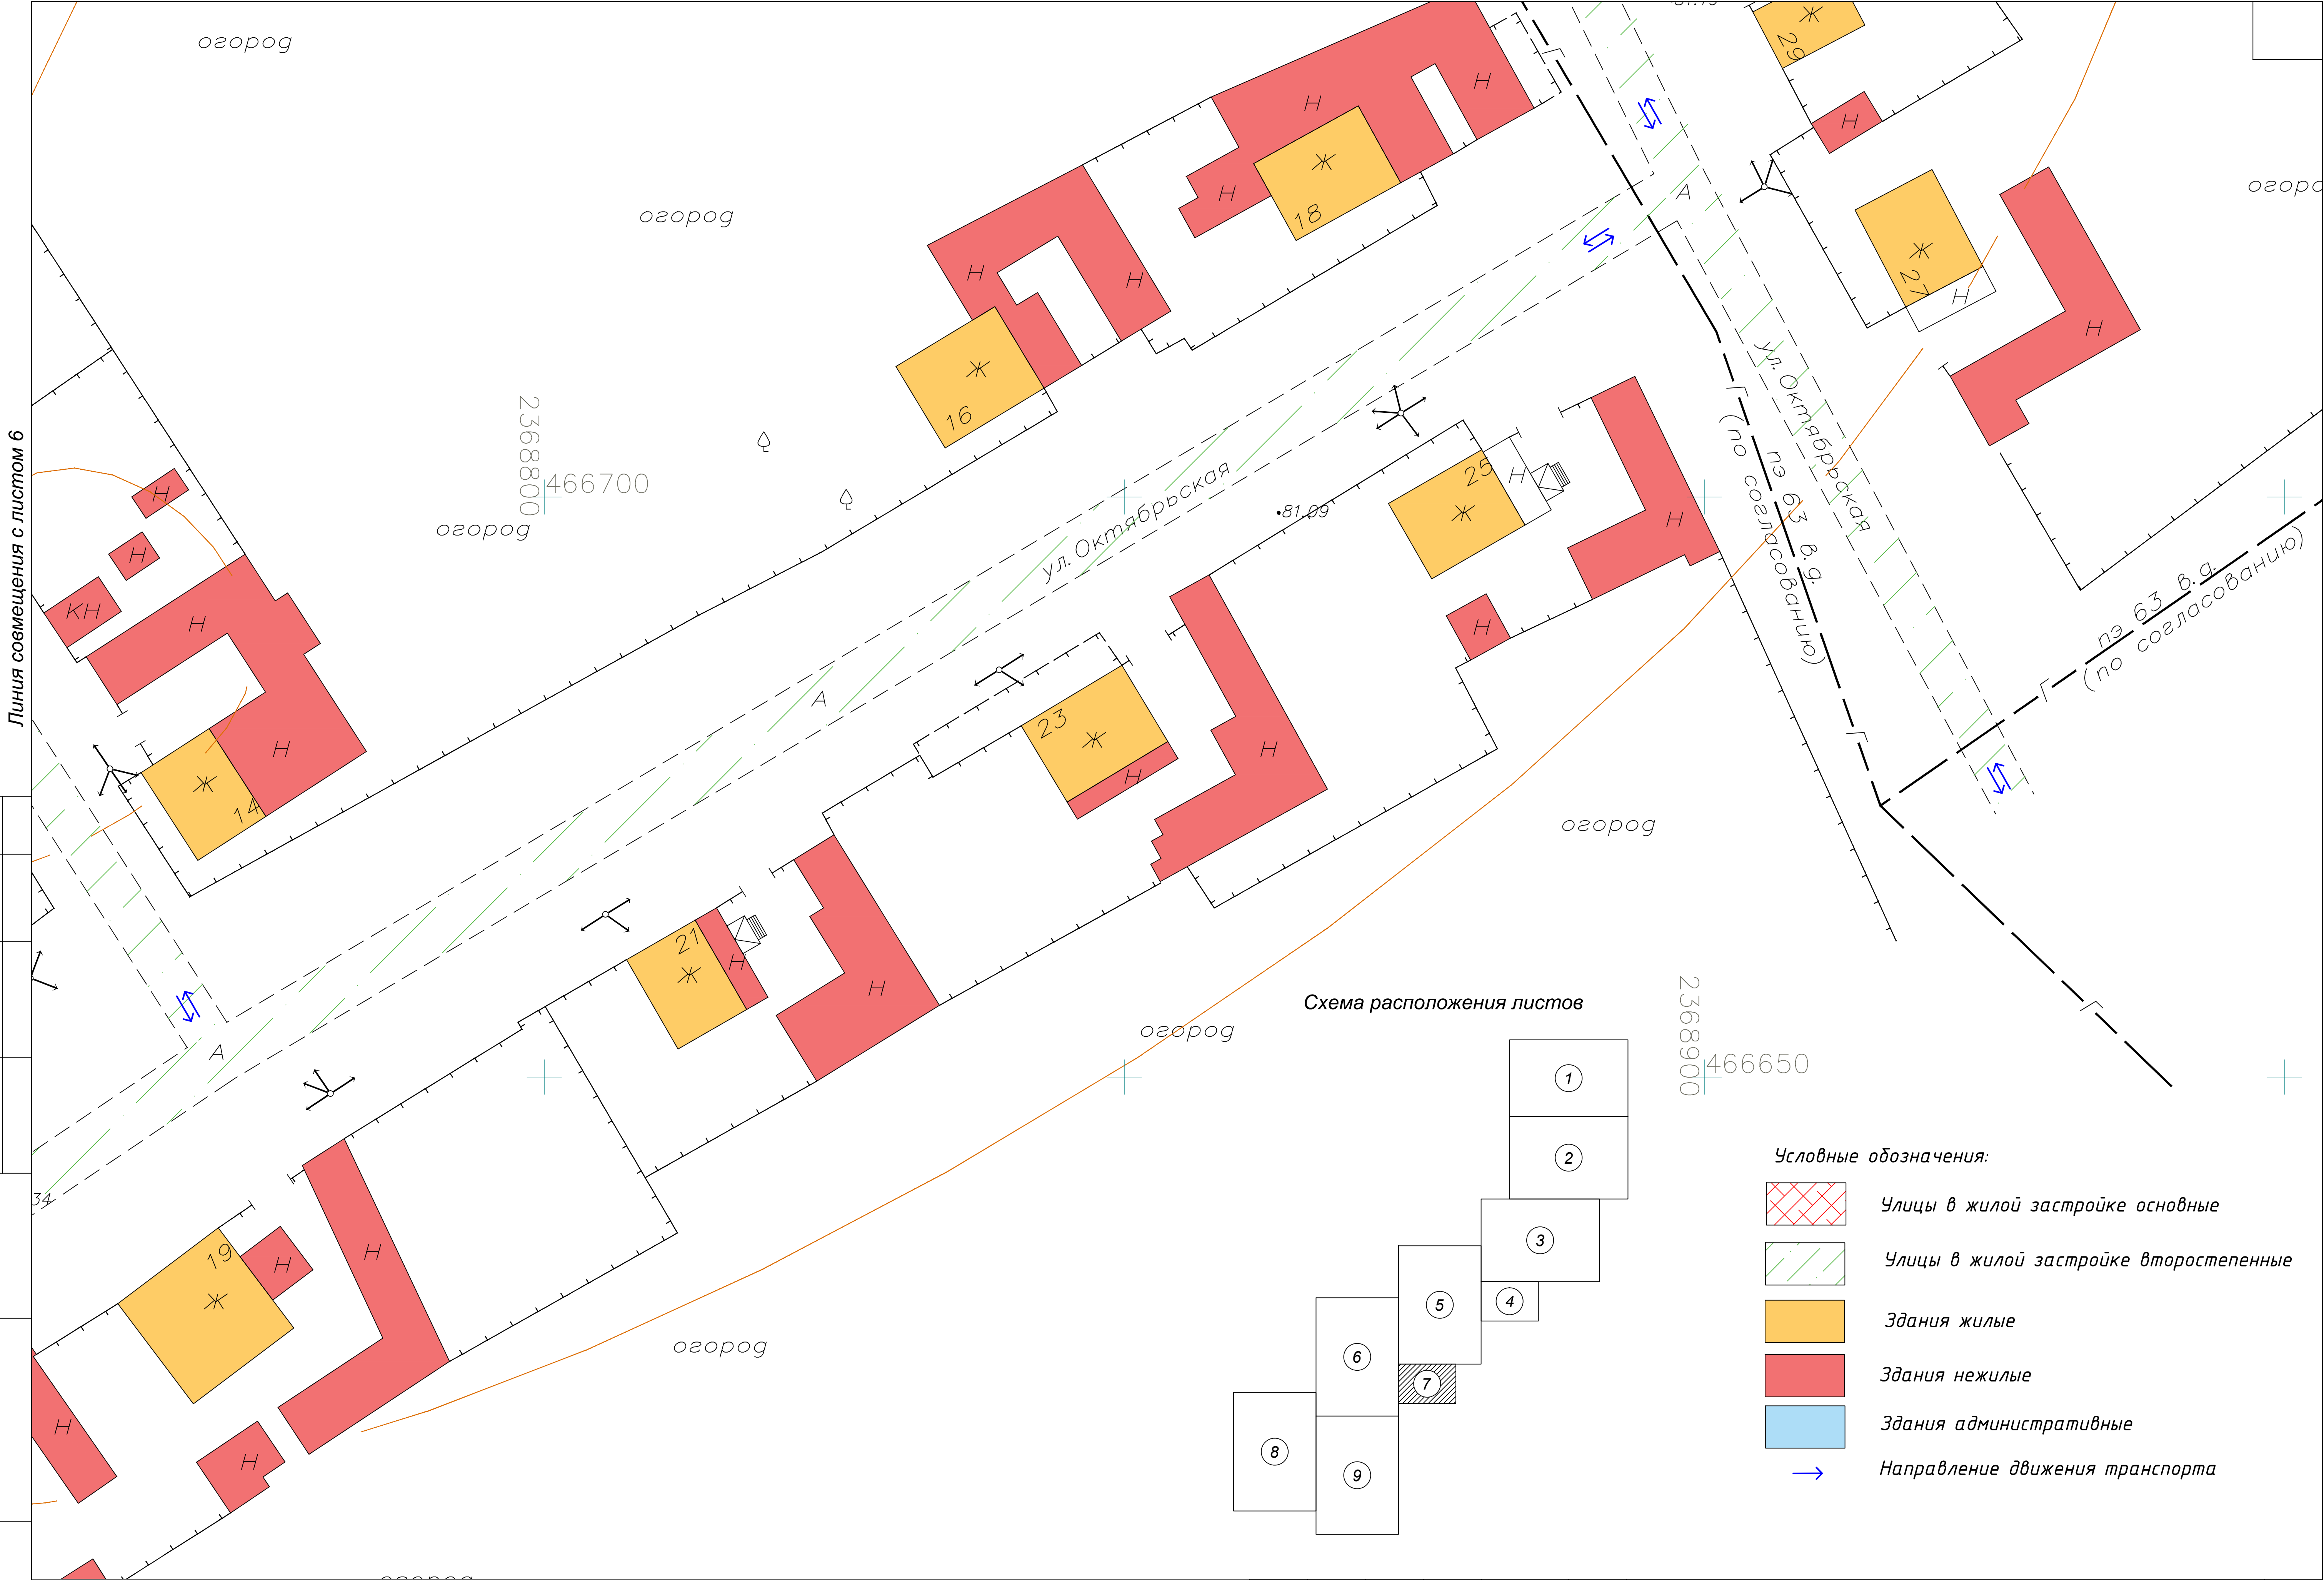 огород
Ж
29
Н
Н
Н
Н
Ж
18
А
огород
Н
Н
Ж
27
Н
Н
Н
Ж
16
огород
2368800
466700
огород
ул. Октябрьская
81.09
25
Ж
Н
Н
Н
ул. Октябрьская
пэ 63 в.д.
(по согласованию)
пэ 63 в.д.
(по согласованию)
Линия совмещения с листом 6
Н
Н
КН
Н
Н
Ж
14
А
23
Ж
Н
Н
огород
21
Ж
Н
Н
А
огород
34
19
Ж
Н
Н
Н
Н
огород
2368900
466650
Схема расположения листов
1
2
3
4
5
6
7
8
9
Условные обозначения:
Улицы в жилой застройке основные
Улицы в жилой застройке второстепенные
Здания жилые
Здания нежилые
Здания административные
Направление движения транспорта